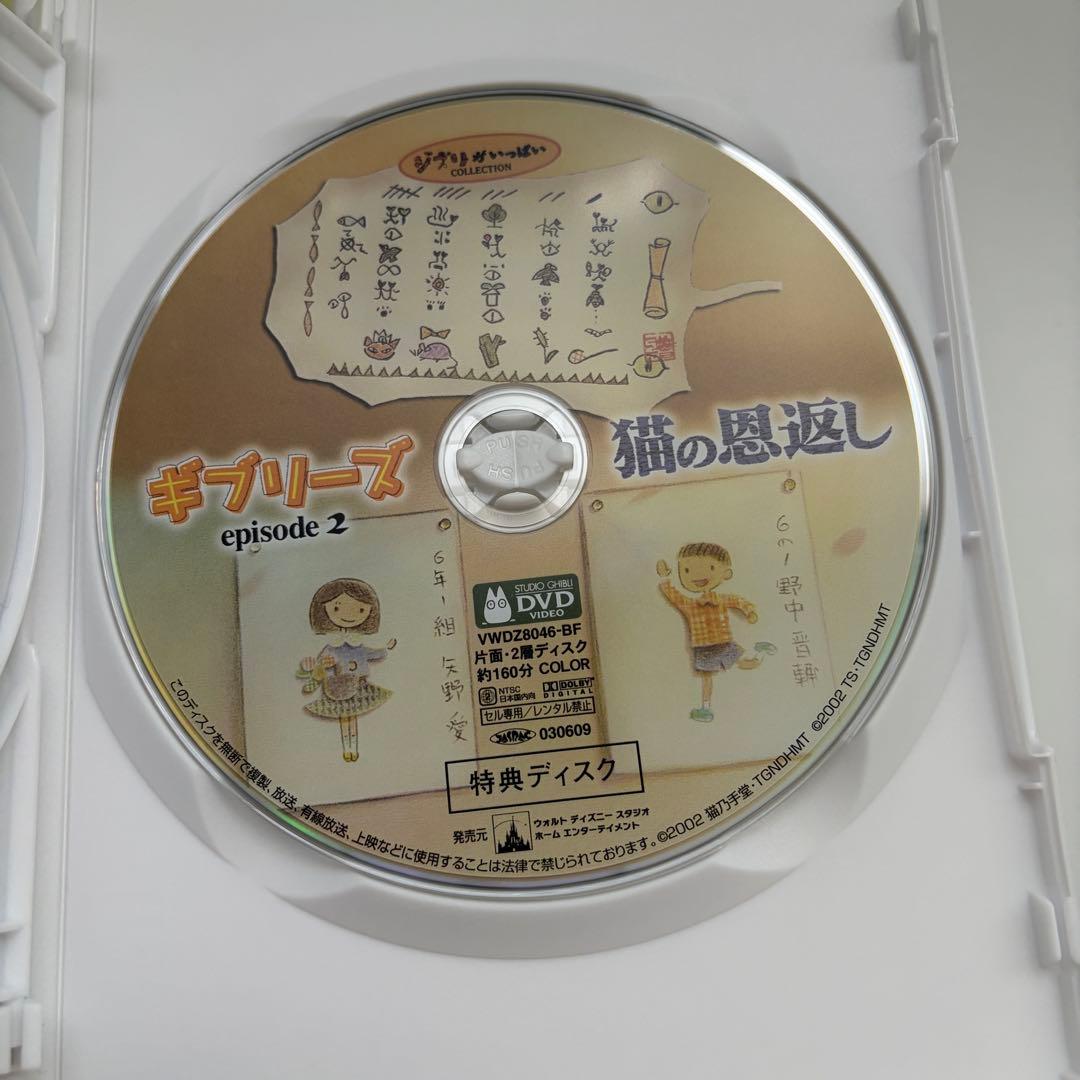 ジブリがいっぱい
COLLECTION
猫の恩返し
ギブリーズ
episode 2
PUSH
PUSH
6年1組 矢野 愛
6の1 野中 晋轆
STUDIO GHIBLI
DVD
VIDEO
VWDZ8046-BF
片面・2層ディスク
約160分 COLOR
2 NTSC
日本国内向
DOLBY
DIGITAL
セル専用/レンタル禁止
JASRAC 030609
特典ディスク
発売元
ウォルト ディズニー スタジオ
ホーム エンターテイメント
このディスクを無断で複製、放送、有線放送、上映などに使用することは法律で禁じられております。©2002 猫乃手堂・TGNDHMT ©2002 TS・TGNDHMT